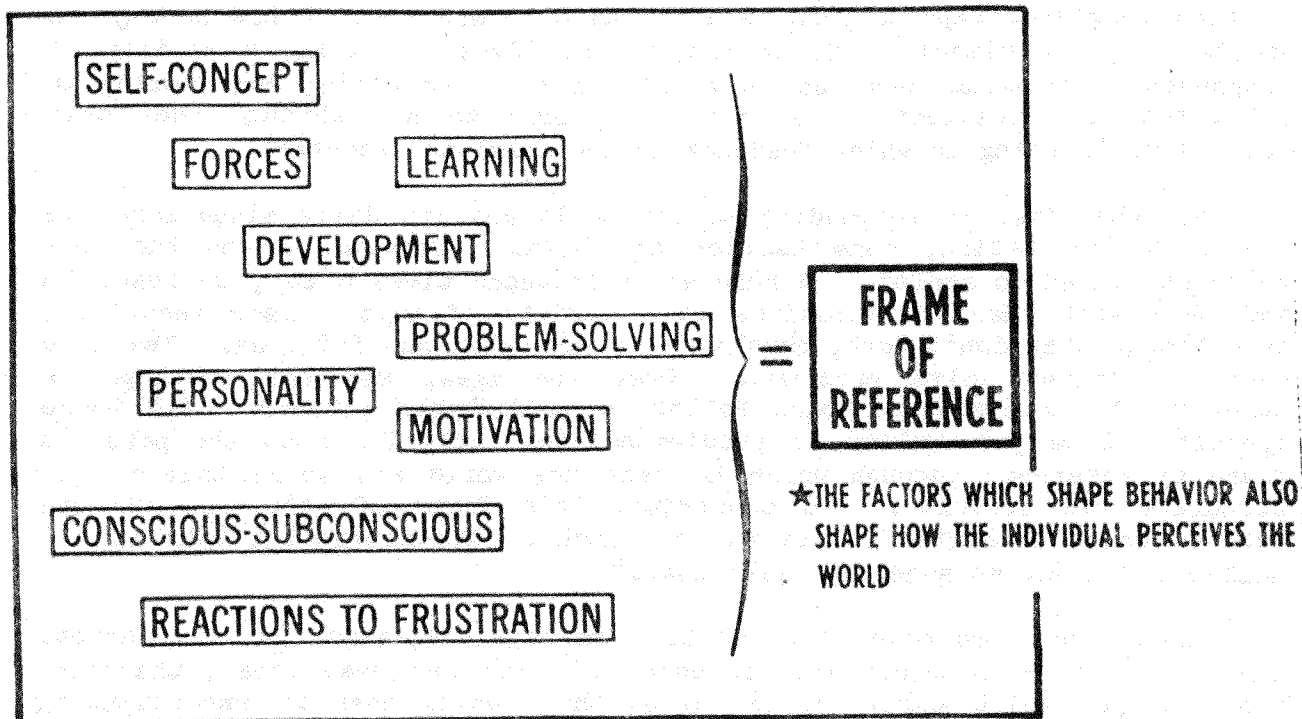 SELF-CONCEPT
FORCES
LEARNING
DEVELOPMENT
PROBLEM-SOLVING
PERSONALITY
MOTIVATION
CONSCIOUS-SUBCONSCIOUS
REACTIONS TO FRUSTRATION
=
FRAME
OF
REFERENCE
★THE FACTORS WHICH SHAPE BEHAVIOR ALSO
SHAPE HOW THE INDIVIDUAL PERCEIVES THE
WORLD